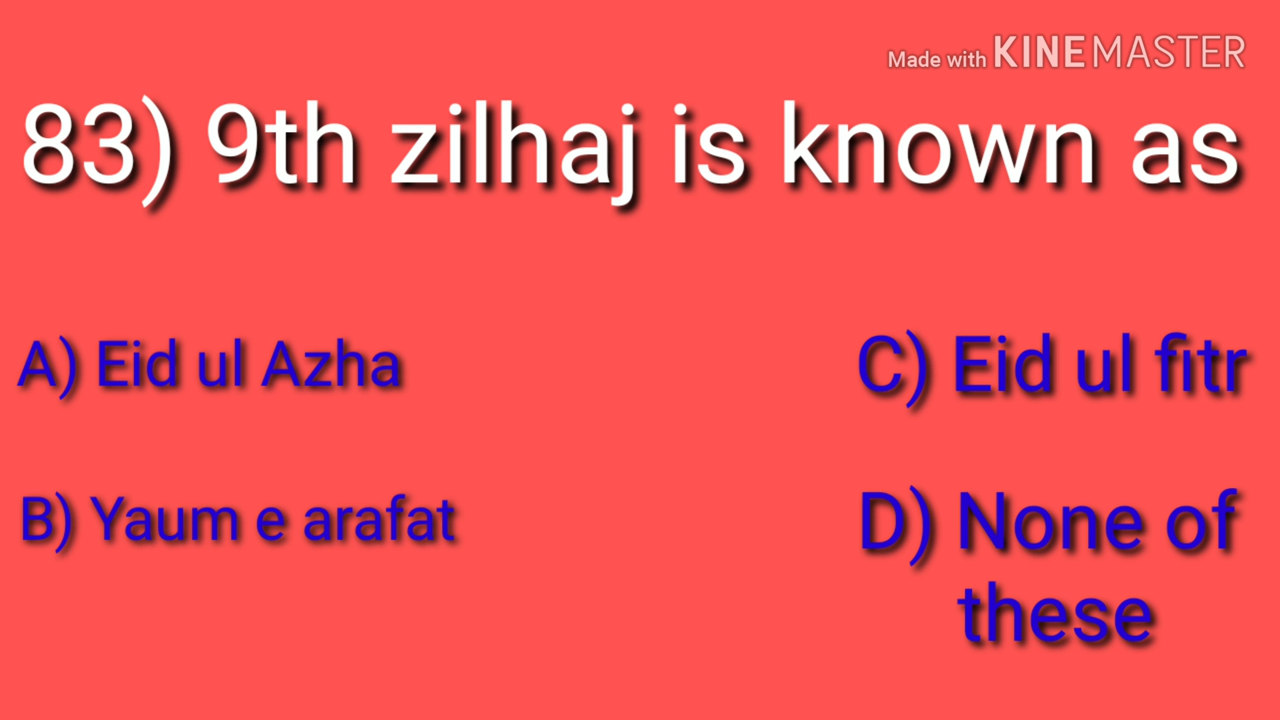 Made with KINEMASTER
83) 9th zilhaj is known as
A) Eid ul Azha
C) Eid ul fitr
B) Yaum e arafat
D) None of
these